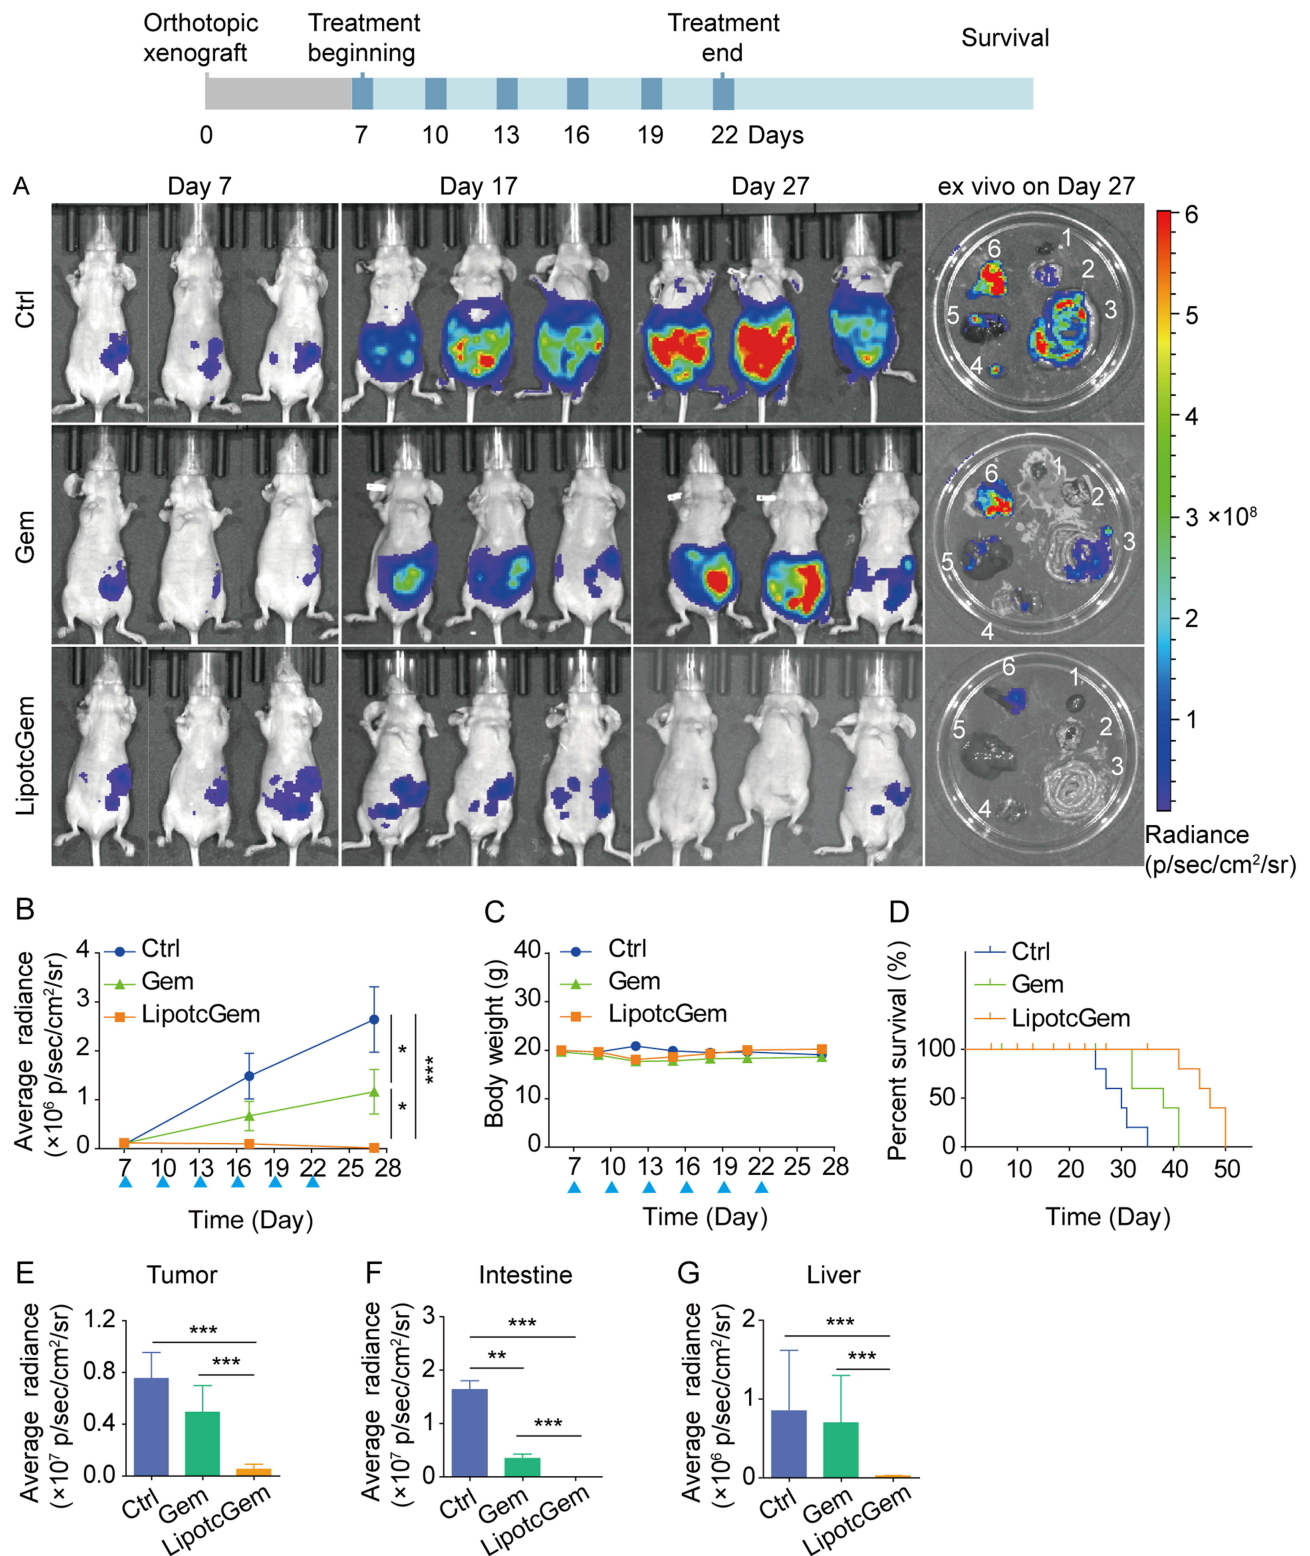 Orthotopic
xenograft
Treatment
beginning
Treatment
end
Survival
0 7 10 13 16 19 22 Days
A
Day 7 Day 17 Day 27 ex vivo on Day 27
Ctrl
6 1 2 3 5 4
Gem
6 1 2 3 5 4
LipotcGem
6 1 2 3 5 4
6
5
4
3 ×10⁸
2
1
Radiance
(p/sec/cm²/sr)
B
Average radiance
(×10⁶ p/sec/cm²/sr)
4
3
2
1
0
Ctrl
Gem
LipotcGem
*
*
***
7 10 13 16 19 22 25 28
Time (Day)
C
Body weight (g)
40
30
20
10
0
Ctrl
Gem
LipotcGem
7 10 13 16 19 22 25 28
Time (Day)
D
Percent survival (%)
Ctrl
Gem
LipotcGem
100
50
0
0 10 20 30 40 50
Time (Day)
E
Tumor
Average radiance
(×10⁷ p/sec/cm²/sr)
1.2
0.8
0.4
0.0
***
***
Ctrl
Gem
LipotcGem
F
Intestine
Average radiance
(×10⁷ p/sec/cm²/sr)
3
2
1
0
***
**
***
Ctrl
Gem
LipotcGem
G
Liver
Average radiance
(×10⁶ p/sec/cm²/sr)
2
1
0
***
***
Ctrl
Gem
LipotcGem